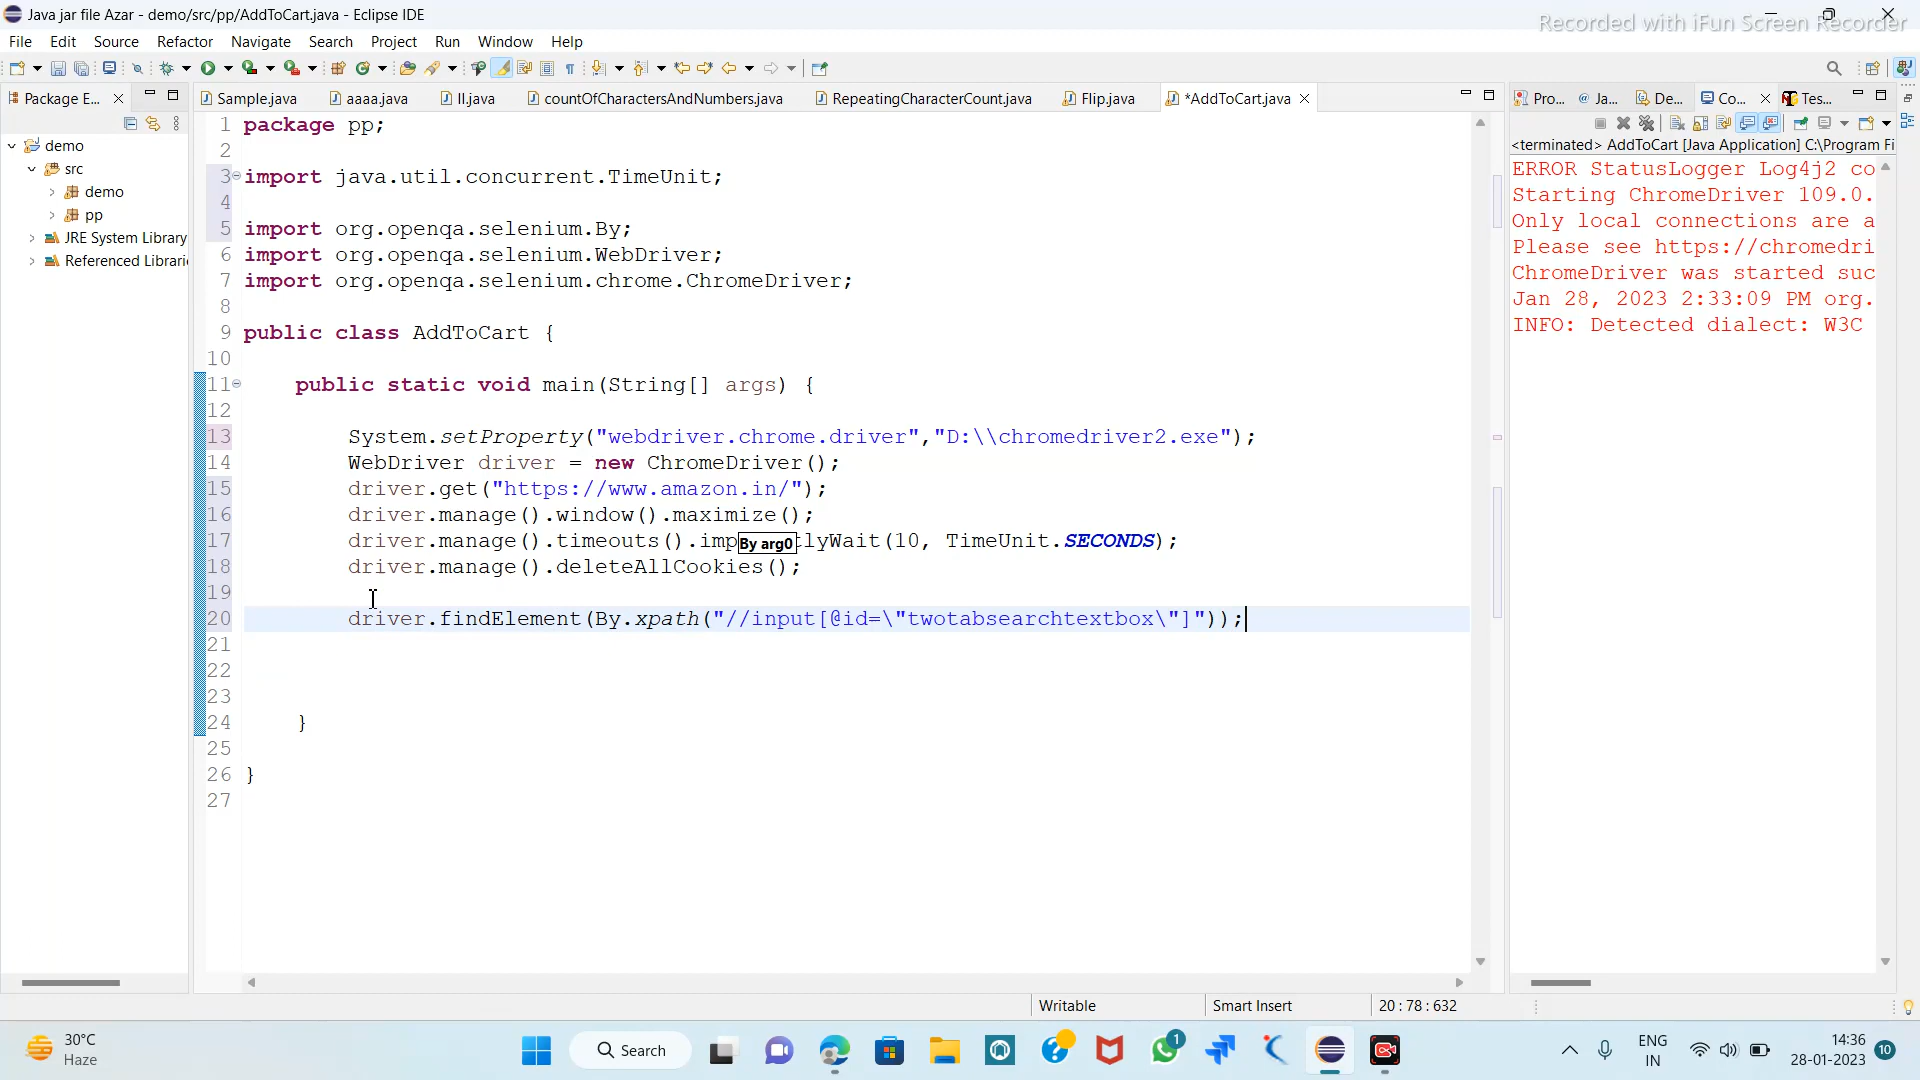 Java jar file Azar - demo/src/pp/AddToCart.java - Eclipse IDE
Recorded with iFun Screen Recorder
File Edit Source Refactor Navigate Search Project Run Window Help
Package E...
Sample.java
aaaa.java
II.java
countOfCharactersAndNumbers.java
RepeatingCharacterCount.java
Flip.java
*AddToCart.java
Pro...
Ja...
De...
Co...
Tes...
demo
src
demo
pp
JRE System Library
Referenced Librari
1 package pp;
2
3 import java.util.concurrent.TimeUnit;
4
5 import org.openqa.selenium.By;
6 import org.openqa.selenium.WebDriver;
7 import org.openqa.selenium.chrome.ChromeDriver;
8
9 public class AddToCart {
10
11 public static void main(String[] args) {
12
13 System.setProperty("webdriver.chrome.driver","D:\\chromedriver2.exe");
14 WebDriver driver = new ChromeDriver();
15 driver.get("https://www.amazon.in/");
16 driver.manage().window().maximize();
17 driver.manage().timeouts().imp lyWait(10, TimeUnit.SECONDS);
By arg0
18 driver.manage().deleteAllCookies();
19
20 driver.findElement(By.xpath("//input[@id=\"twotabsearchtextbox\"]"));
21
22
23
24 }
25
26 }
27
<terminated> AddToCart [Java Application] C:\Program Fi
ERROR StatusLogger Log4j2 co
Starting ChromeDriver 109.0.
Only local connections are a
Please see https://chromedri
ChromeDriver was started suc
Jan 28, 2023 2:33:09 PM org.
INFO: Detected dialect: W3C
Writable
Smart Insert
20 : 78 : 632
30°C
Haze
Search
1
ENG
IN
14:36
28-01-2023
10